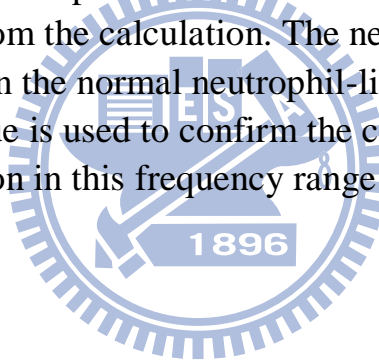 om the calculation. The ne
n the normal neutrophil-li
ue is used to confirm the c
on in this frequency range
E S
1896